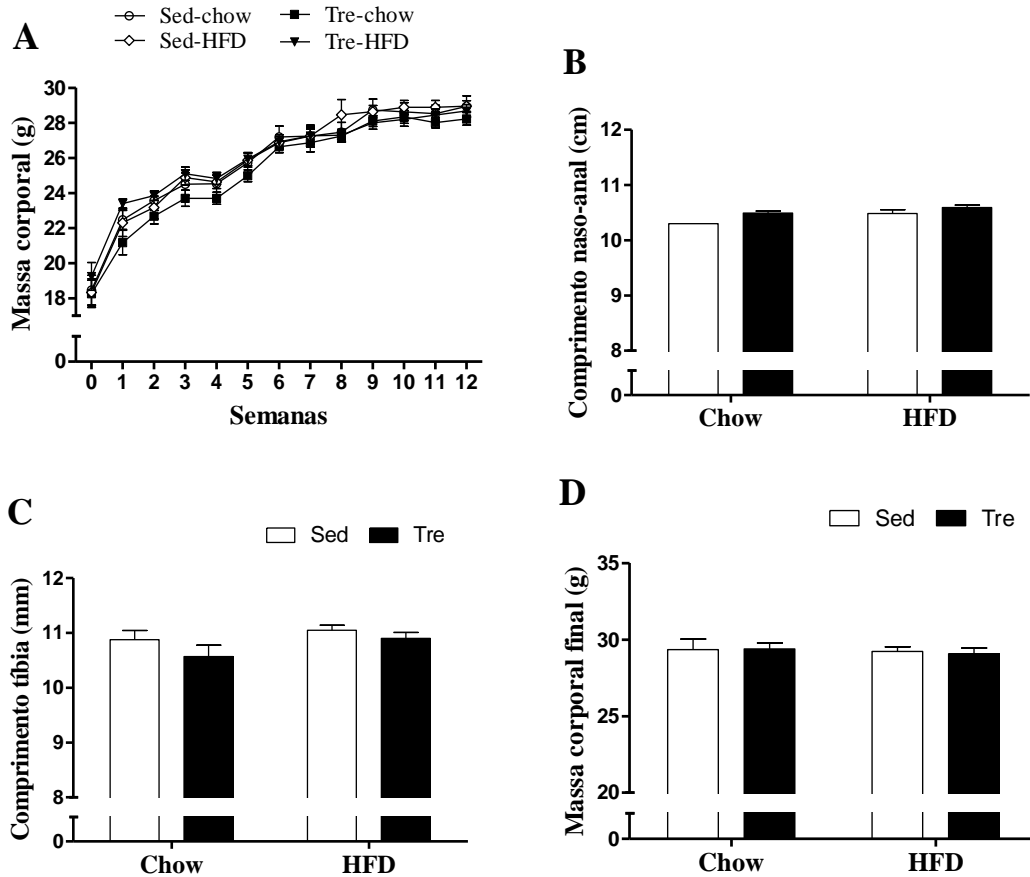 A
Sed-chow Tre-chow
Sed-HFD Tre-HFD
Massa corporal (g)
30
28
26
24
22
20
18
0
0 1 2 3 4 5 6 7 8 9 10 11 12
Semanas
B
Comprimento naso-anal (cm)
12
11
10
9
8
0
Chow HFD
C
Sed Tre
Comprimento tíbia (mm)
12
11
10
9
8
0
Chow HFD
D
Sed Tre
Massa corporal final (g)
35
30
25
20
0
Chow HFD